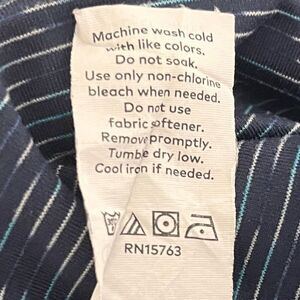 Machine wash cold
with like colors.
Do not soak.
Use only non-chlorine
bleach when needed.
Do not use
fabric softener.
Remove promptly.
Tumble dry low.
Cool iron if needed.
RN15763